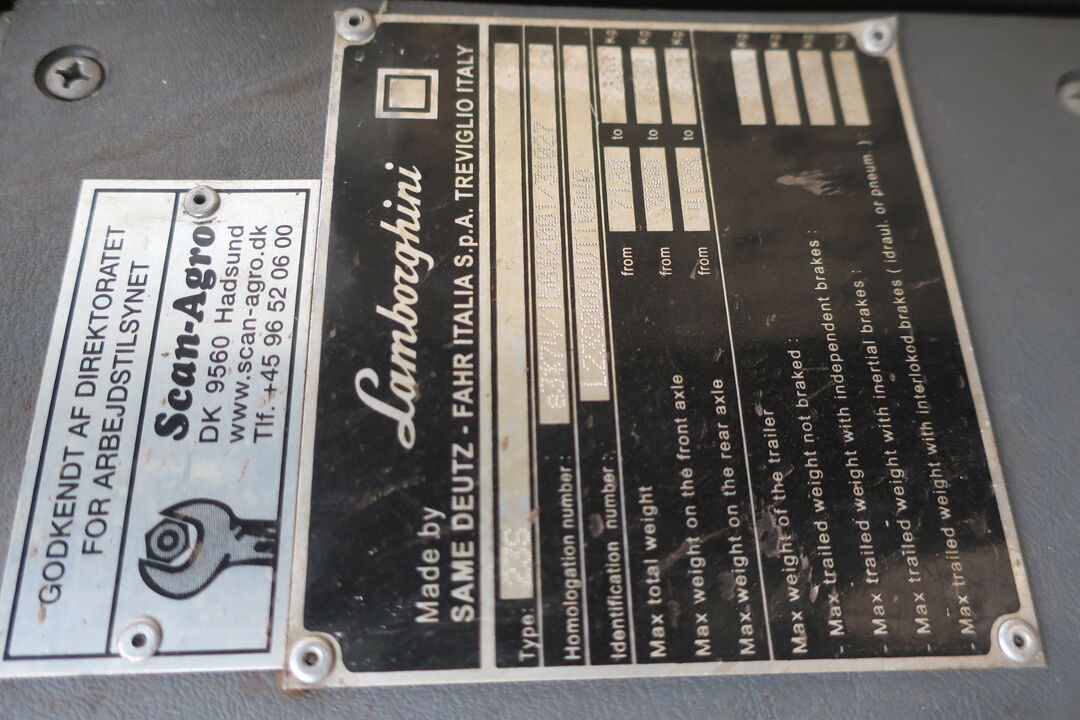 GODKENDT AF DIREKTORATET
FOR ARBEJDSTILSYNET
Scan-Agro
DK 9560 Hadsund
www.scan-agro.dk
Tlf. +45 96 52 06 00
Made by Lamborghini
SAME DEUTZ - FAHR ITALIA S.p.A. TREVIGLIO ITALY
Type:
Homologation number:
Identification number:
Max total weight from to Kg
Max weight on the front axle from to Kg
Max weight on the rear axle from to Kg
Max weight of the trailer
- Max trailed weight not braked : Kg
- Max trailed weight with independent brakes : Kg
- Max trailed weight with inertial brakes : Kg
- Max trailed weight with interloked brakes ( idraul. or pneum. ): Kg